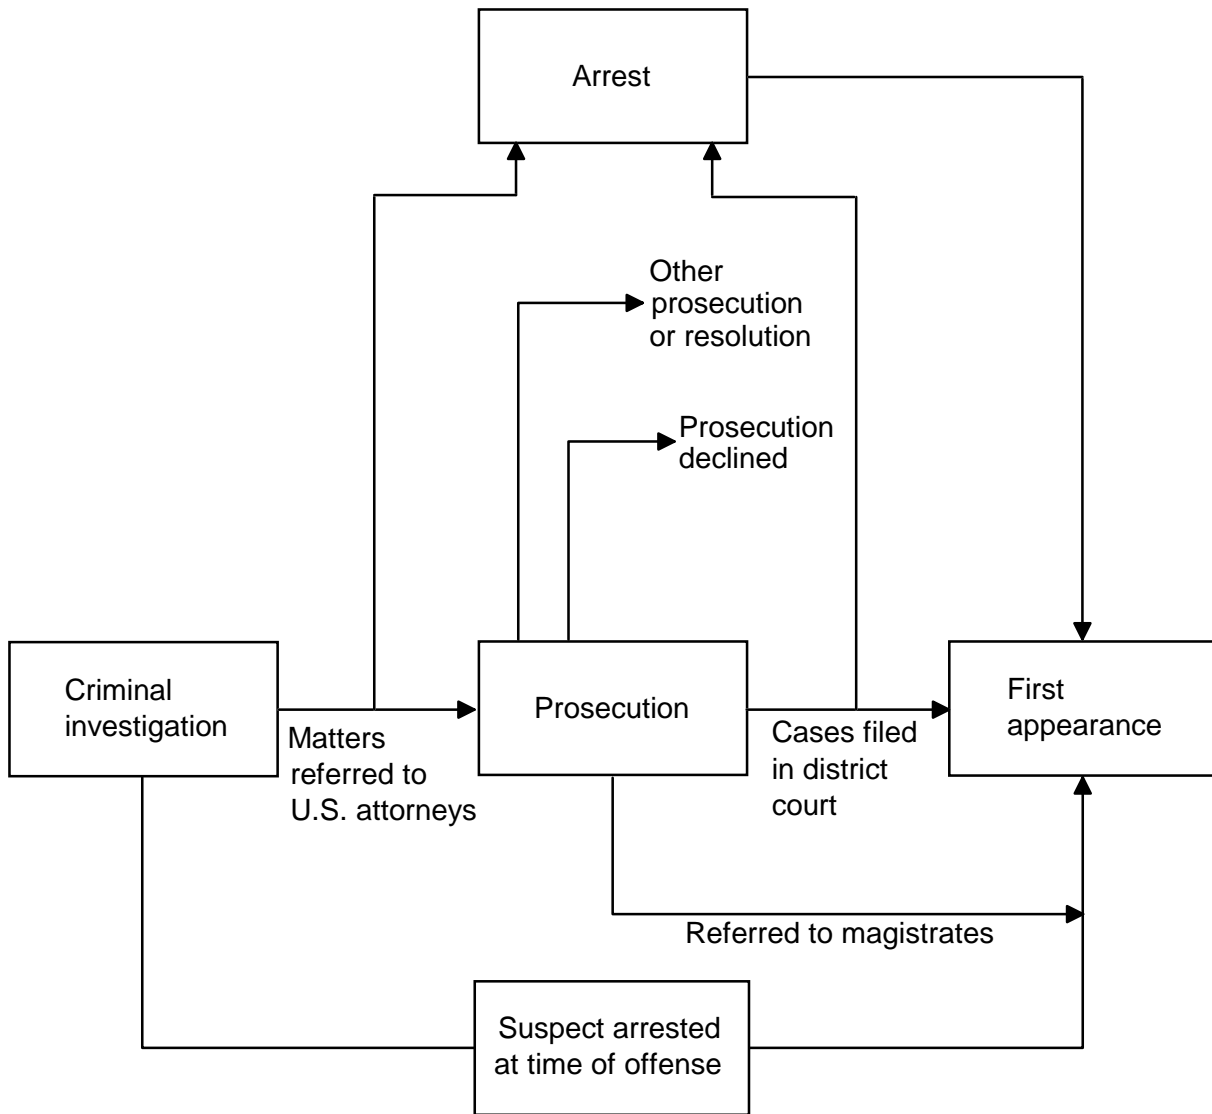 Arrest
Other
prosecution
or resolution
Prosecution
declined
Criminal
investigation
Matters
referred to
U.S. attorneys
Prosecution
Cases filed
in district
court
First
appearance
Referred to magistrates
Suspect arrested
at time of offense